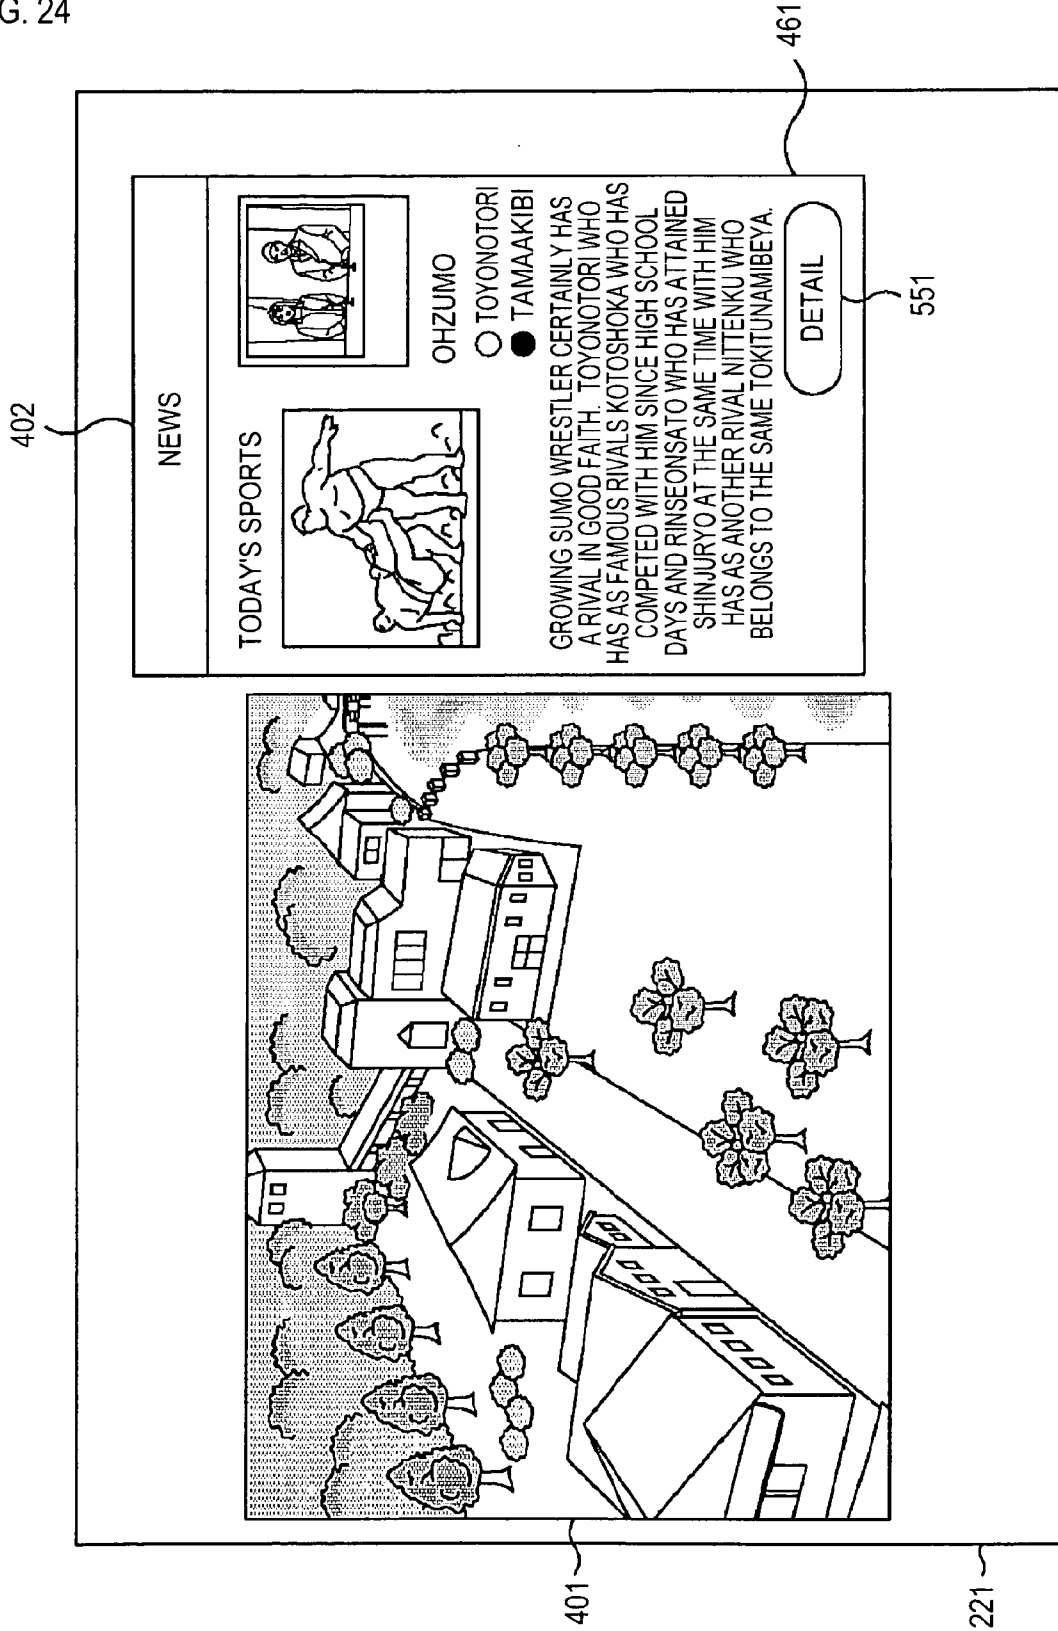 G. 24
402
NEWS
TODAY'S SPORTS
OHZUMO
○ TOYONOTORI
● TAMAAKIBI
GROWING SUMO WRESTLER CERTAINLY HAS
A RIVAL IN GOOD FAITH. TOYONOTORI WHO
HAS AS FAMOUS RIVALS KOTOSHOKA WHO HAS
COMPETED WITH HIM SINCE HIGH SCHOOL
DAYS AND RINSEONSATO WHO HAS ATTAINED
SHINJURYO AT THE SAME TIME WITH HIM
HAS AS ANOTHER RIVAL NITTENKU WHO
BELONGS TO THE SAME TOKITUNAMIBEYA.
DETAIL
461
551
401
221